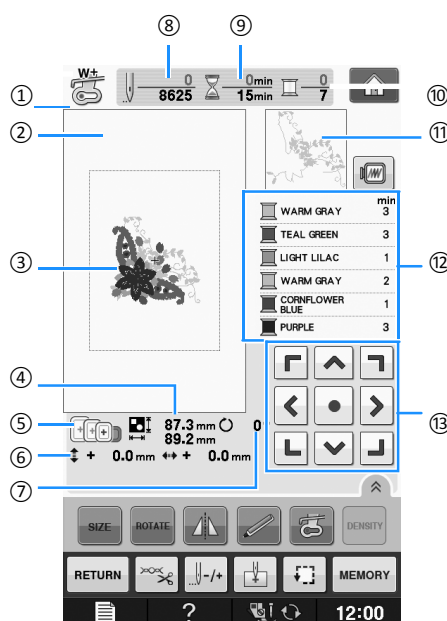 ⑧ ⑨
W+ 0 0min 0
8625 15min 7
①
⑩
②
⑪
min
WARM GRAY 3
TEAL GREEN 3
③
LIGHT LILAC 1
⑫
WARM GRAY 2
CORNFLOWER BLUE 1
PURPLE 3
④
⑤ 87.3 mm 0
89.2 mm
⑬
⑥ + 0.0 mm + 0.0 mm
⑦
SIZE ROTATE DENSITY
RETURN -/+ MEMORY
? 12:00